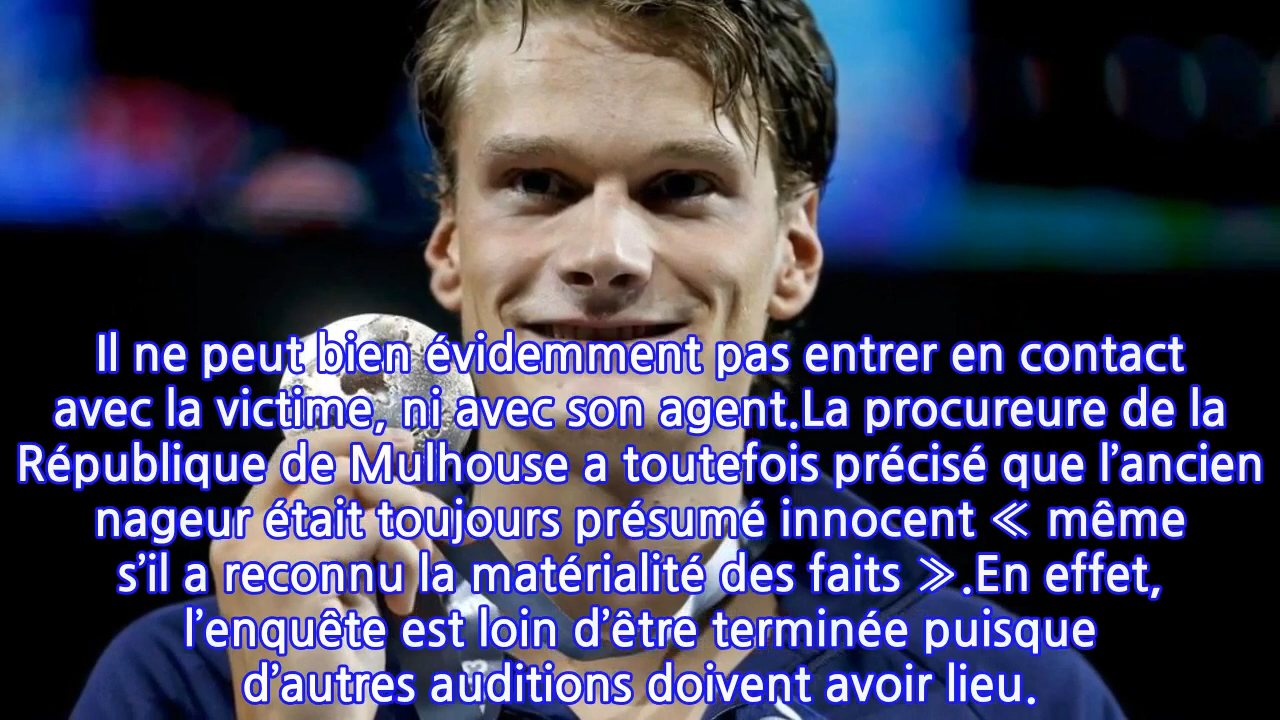 Il ne peut bien évidemment pas entrer en contact
avec la victime, ni avec son agent.La procureure de la
République de Mulhouse a toutefois précisé que l'ancien
nageur était toujours présumé innocent ≪ même
s'il a reconnu la matérialité des faits ≫.En effet,
l'enquête est loin d'être terminée puisque
d'autres auditions doivent avoir lieu.